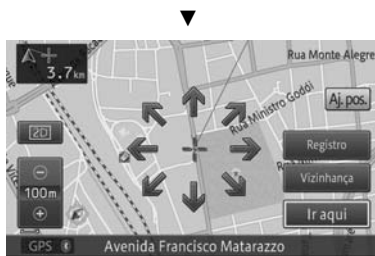 Rua Monte Alegre
3.7km
Rua Ministro Godói
Aj. pos.
2D
Registro
Vizinhança
100m
Ir aqui
GPS
Avenida Francisco Matarazzo